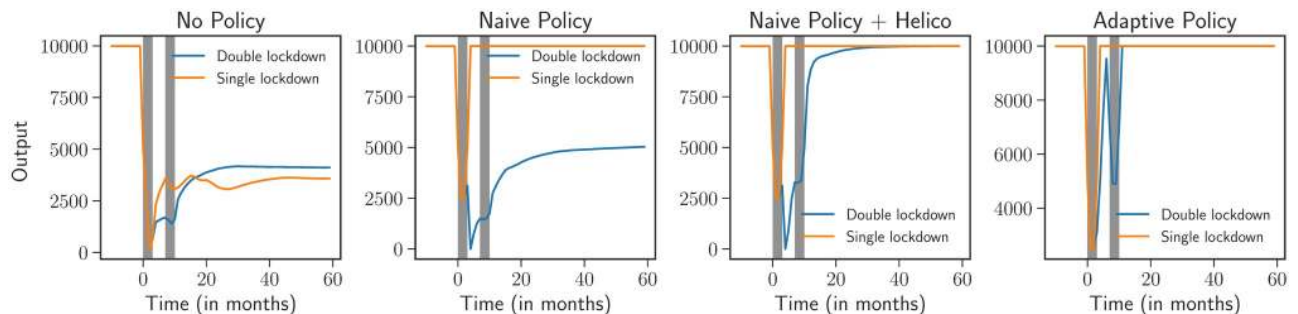 No Policy
Output
10000
7500
5000
2500
0
Double lockdown
Single lockdown
0 20 40 60
Time (in months)
Naive Policy
10000
7500
5000
2500
0
Double lockdown
Single lockdown
0 20 40 60
Time (in months)
Naive Policy + Helico
10000
7500
5000
2500
0
Double lockdown
Single lockdown
0 20 40 60
Time (in months)
Adaptive Policy
10000
8000
6000
4000
Double lockdown
Single lockdown
0 20 40 60
Time (in months)